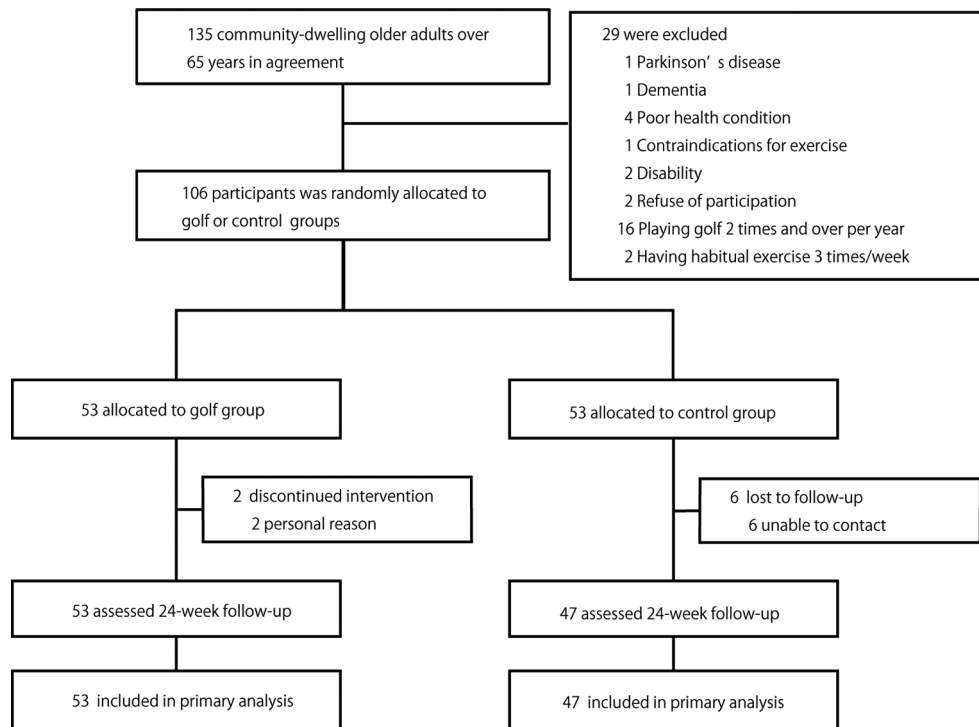 135 community-dwelling older adults over
65 years in agreement
29 were excluded
1 Parkinson’ s disease
1 Dementia
4 Poor health condition
1 Contraindications for exercise
2 Disability
2 Refuse of participation
16 Playing golf 2 times and over per year
2 Having habitual exercise 3 times/week
106 participants was randomly allocated to
golf or control groups
53 allocated to golf group
53 allocated to control group
2 discontinued intervention
2 personal reason
6 lost to follow-up
6 unable to contact
53 assessed 24-week follow-up
47 assessed 24-week follow-up
53 included in primary analysis
47 included in primary analysis